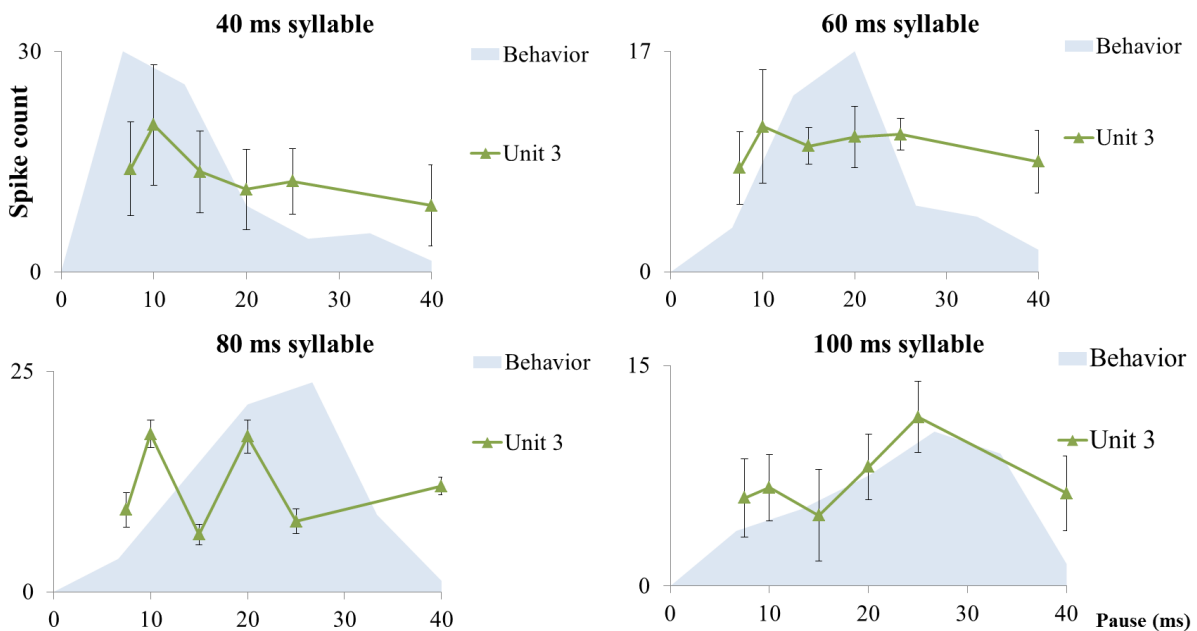 40 ms syllable
30
Behavior
Unit 3
Spike count
0
0 10 20 30 40
60 ms syllable
17
Behavior
Unit 3
0
0 10 20 30 40
80 ms syllable
25
Behavior
Unit 3
0
0 10 20 30 40
100 ms syllable
15
Behavior
Unit 3
0
0 10 20 30 40
Pause (ms)